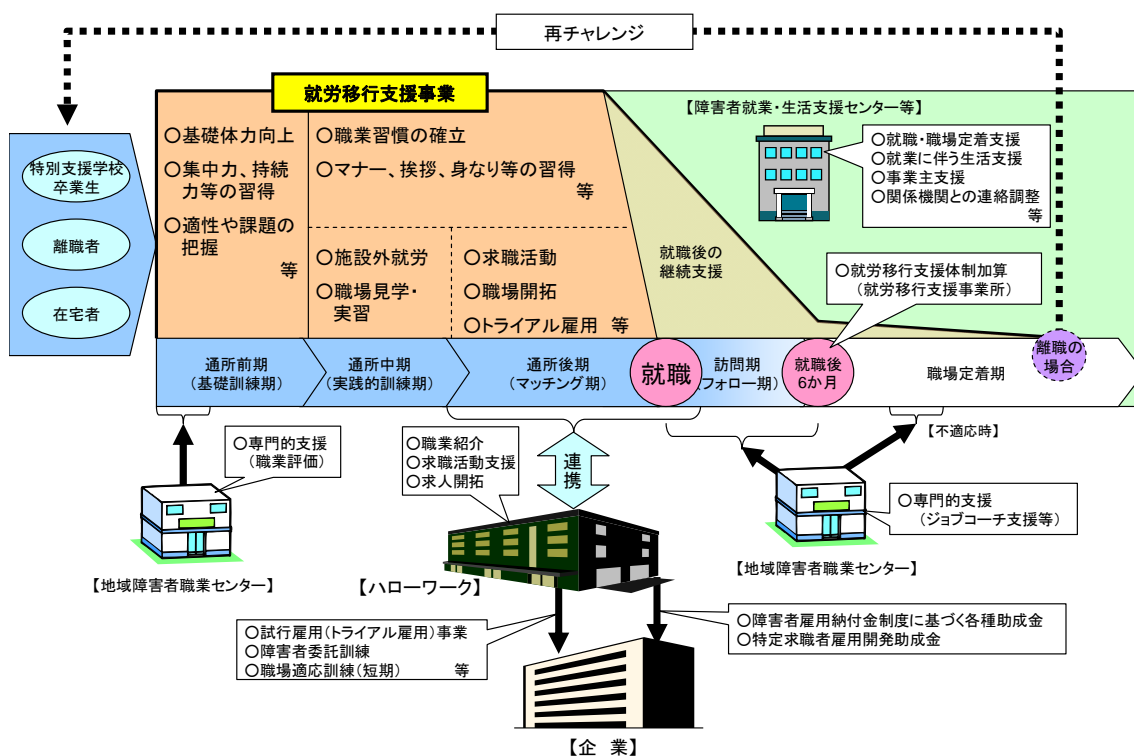 再チャレンジ
就労移行支援事業
【障害者就業・生活支援センター等】
特別支援学校
卒業生
離職者
在宅者
○基礎体力向上
○集中力、持続
力等の習得
○適性や課題の
把握
等
○職業習慣の確立
○マナー、挨拶、身なり等の習得
等
○施設外就労
○職場見学・
実習
○求職活動
○職場開拓
○トライアル雇用 等
就職後の
継続支援
○就職・職場定着支援
○就業に伴う生活支援
○事業主支援
○関係機関との連絡調整
等
○就労移行支援体制加算
(就労移行支援事業所)
通所前期
(基礎訓練期)
通所中期
(実践的訓練期)
通所後期
(マッチング期)
就職
訪問期
(フォロー期)
就職後
6か月
職場定着期
離職の
場合
○専門的支援
(職業評価)
【地域障害者職業センター】
○職業紹介
○求職活動支援
○求人開拓
連携
【ハローワーク】
【不適応時】
○専門的支援
(ジョブコーチ支援等)
【地域障害者職業センター】
○試行雇用(トライアル雇用)事業
○障害者委託訓練
○職場適応訓練(短期) 等
○障害者雇用納付金制度に基づく各種助成金
○特定求職者雇用開発助成金
【企 業】